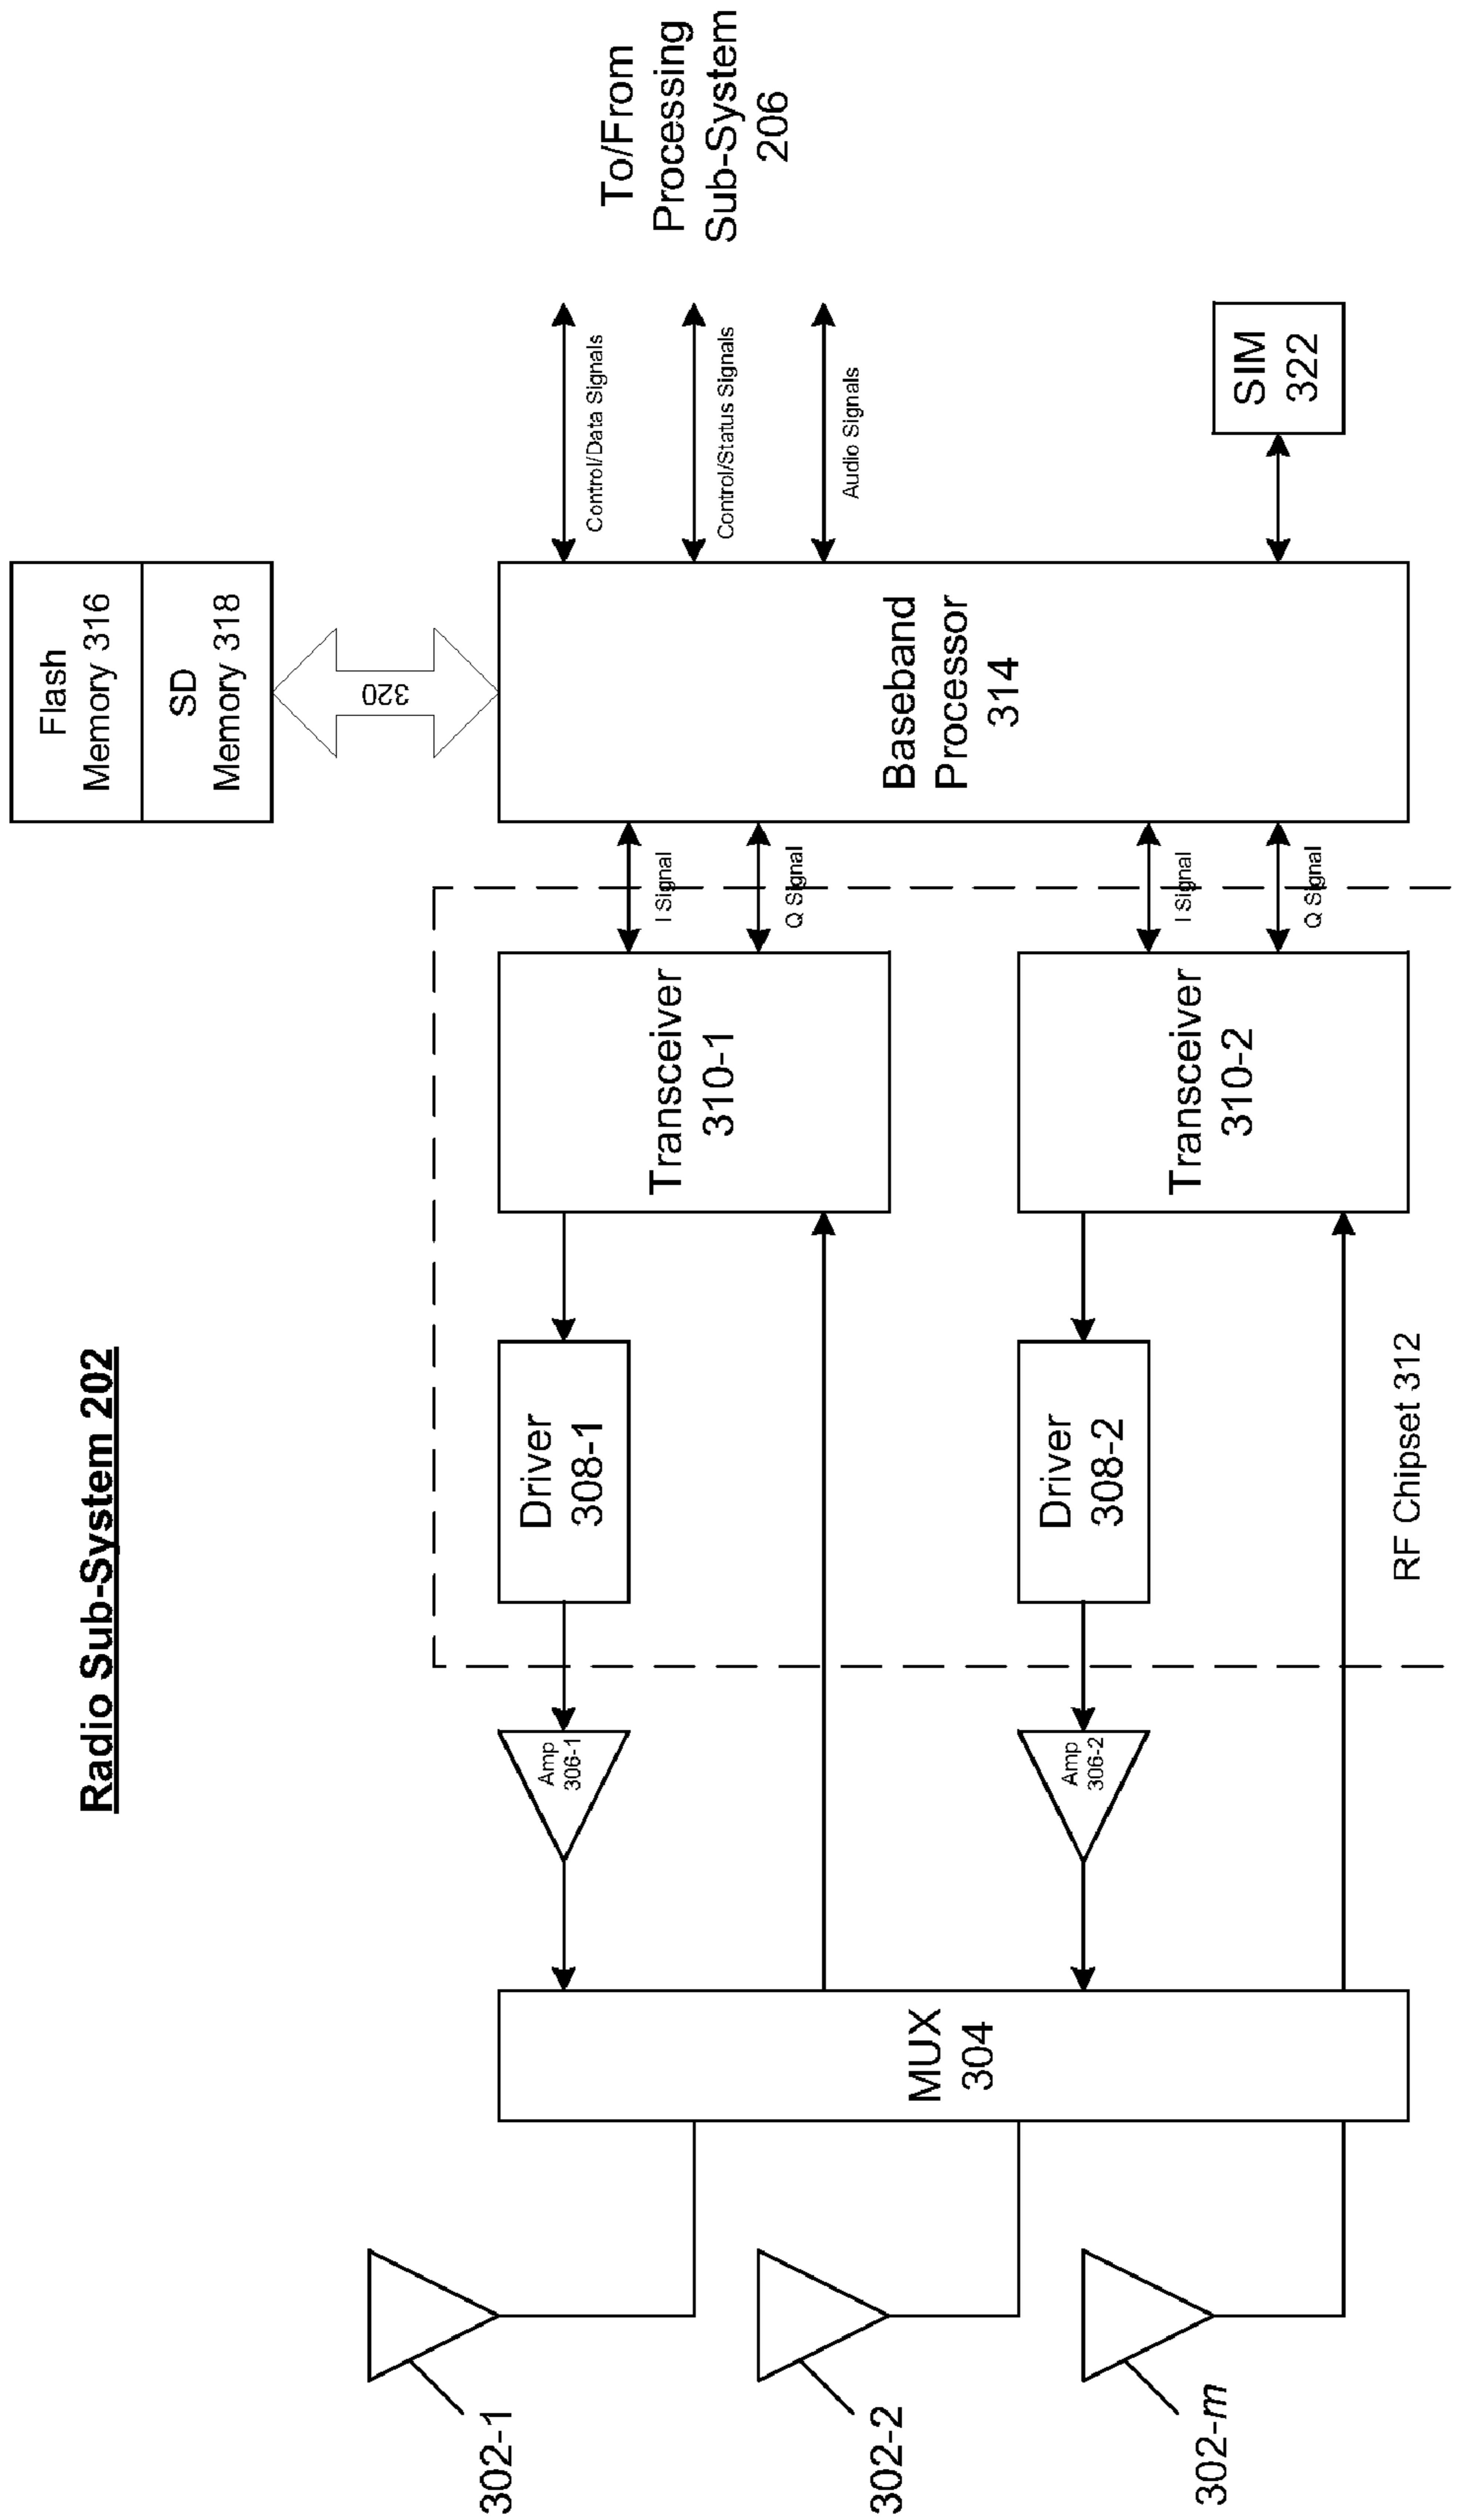 Radio Sub-System 202
302-1
302-2
302-m
MUX
304
Amp
306-1
Amp
306-2
Driver
308-1
Driver
308-2
Transceiver
310-1
Transceiver
310-2
RF Chipset 312
I Signal
Q Signal
I Signal
Q Signal
Baseband
Processor
314
320
Flash
Memory 316
SD
Memory 318
Control/Data Signals
Control/Status Signals
Audio Signals
SIM
322
To/From
Processing
Sub-System
206